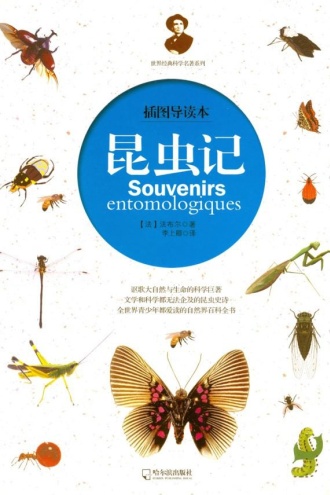 世界经典科学名著系列
插图导读本
昆虫记
Souvenirs
entomologiques
【法】法布尔 著
李士卿 译
讴歌大自然与生命的科学巨著
文学和科学都无法企及的昆虫史诗
全世界青少年都爱读的自然界百科全书
哈尔滨出版社